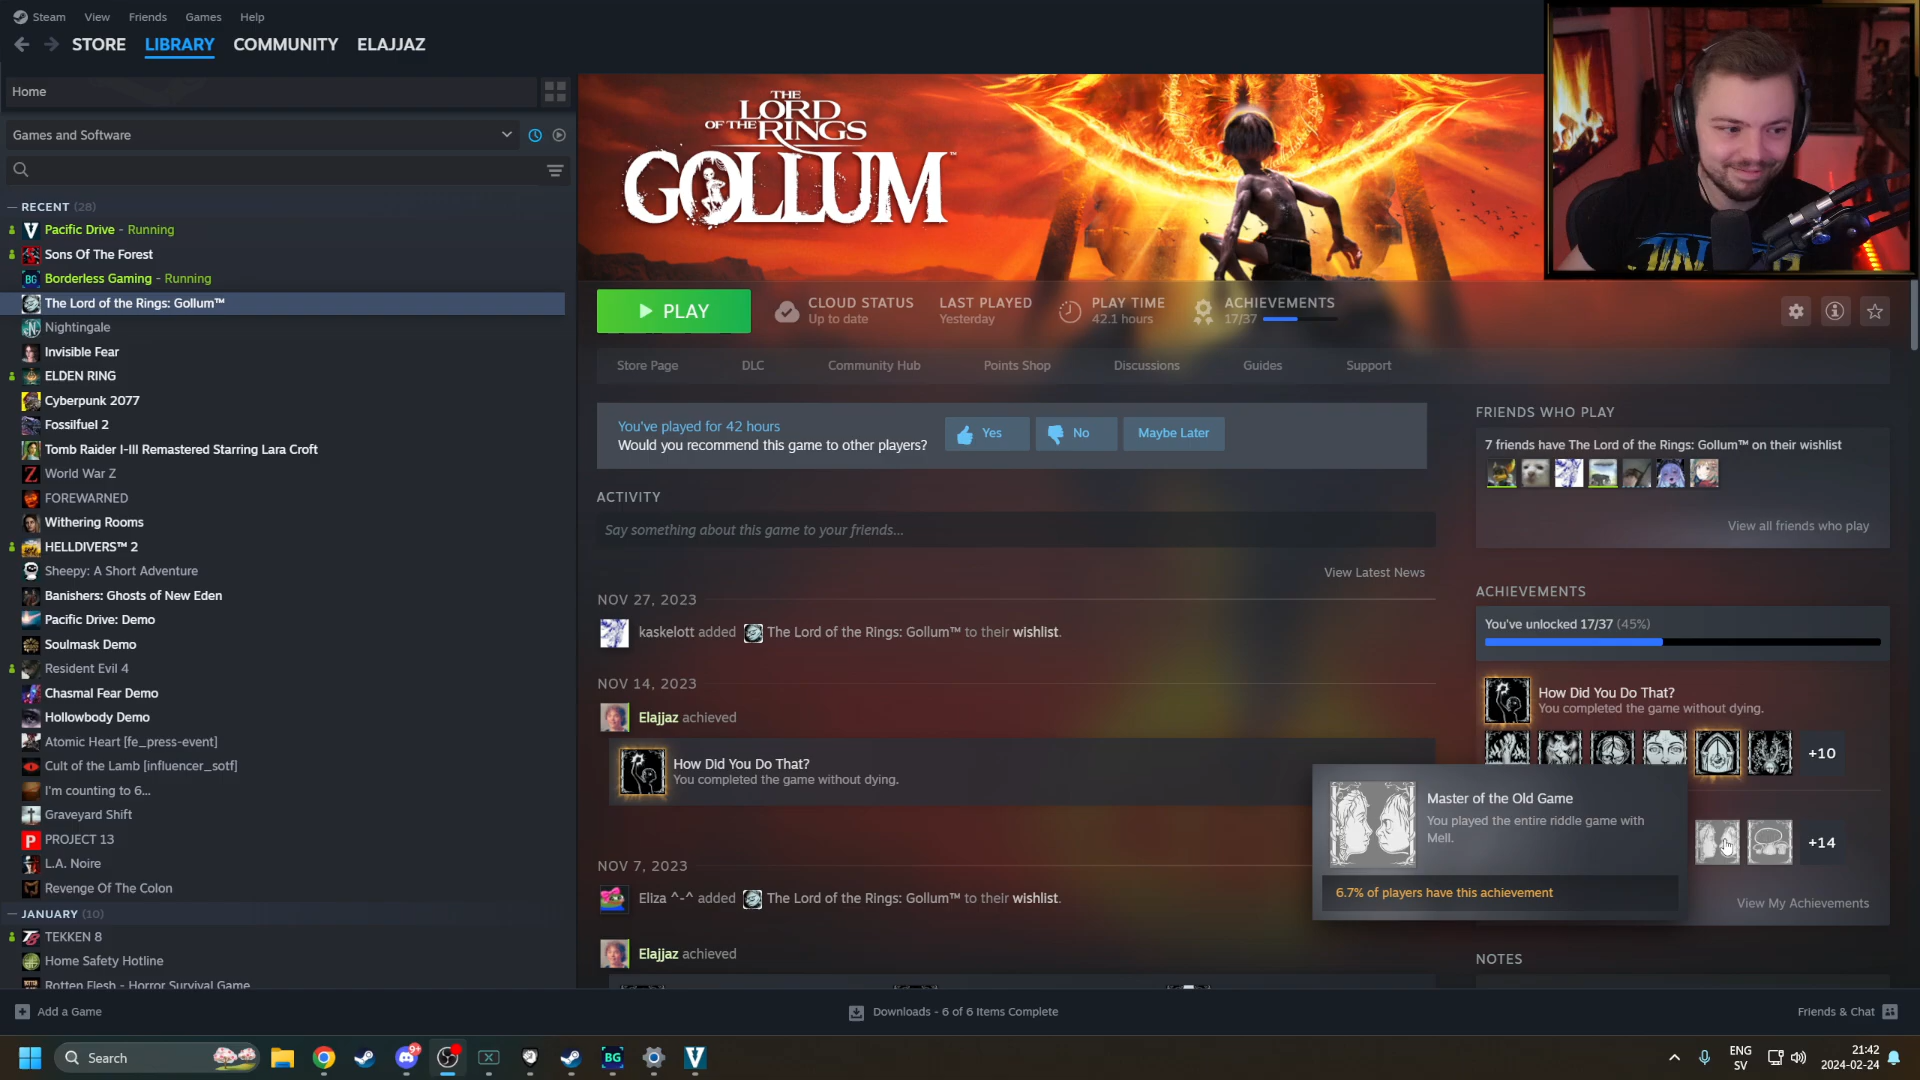 Steam View Friends Games Help
STORE LIBRARY COMMUNITY ELAJJAZ
Home
Games and Software
RECENT (28)
Pacific Drive - Running
Sons Of The Forest
BG Borderless Gaming - Running
The Lord of the Rings: Gollum™
Nightingale
Invisible Fear
ELDEN RING
Cyberpunk 2077
Fossilfuel 2
Tomb Raider I-III Remastered Starring Lara Croft
World War Z
FOREWARNED
Withering Rooms
HELLDIVERS™ 2
Sheepy: A Short Adventure
Banishers: Ghosts of New Eden
Pacific Drive: Demo
Soulmask Demo
Resident Evil 4
Chasmal Fear Demo
Hollowbody Demo
Atomic Heart [fe_press-event]
Cult of the Lamb [influencer_sotf]
I'm counting to 6...
Graveyard Shift
PROJECT 13
L.A. Noire
Revenge Of The Colon
JANUARY (10)
TEKKEN 8
Home Safety Hotline
Rotten Flesh - Horror Survival Game
Add a Game
THE
LORD
OF THE RINGS
GOLLUM™
PLAY
CLOUD STATUS
Up to date
LAST PLAYED
Yesterday
PLAY TIME
42.1 hours
ACHIEVEMENTS
17/37
Store Page DLC Community Hub Points Shop Discussions Guides Support
You've played for 42 hours
Would you recommend this game to other players?
Yes No Maybe Later
ACTIVITY
Say something about this game to your friends...
View Latest News
NOV 27, 2023
kaskelott added The Lord of the Rings: Gollum™ to their wishlist.
NOV 14, 2023
Elajjaz achieved
How Did You Do That?
You completed the game without dying.
NOV 7, 2023
Eliza ^-^ added The Lord of the Rings: Gollum™ to their wishlist.
Elajjaz achieved
FRIENDS WHO PLAY
7 friends have The Lord of the Rings: Gollum™ on their wishlist
View all friends who play
ACHIEVEMENTS
You've unlocked 17/37 (45%)
How Did You Do That?
You completed the game without dying.
+10
Master of the Old Game
You played the entire riddle game with
Mell.
6.7% of players have this achievement
+14
View My Achievements
NOTES
Downloads - 6 of 6 Items Complete
Friends & Chat
Search
9+
BG
ENG
SV
21:42
2024-02-24